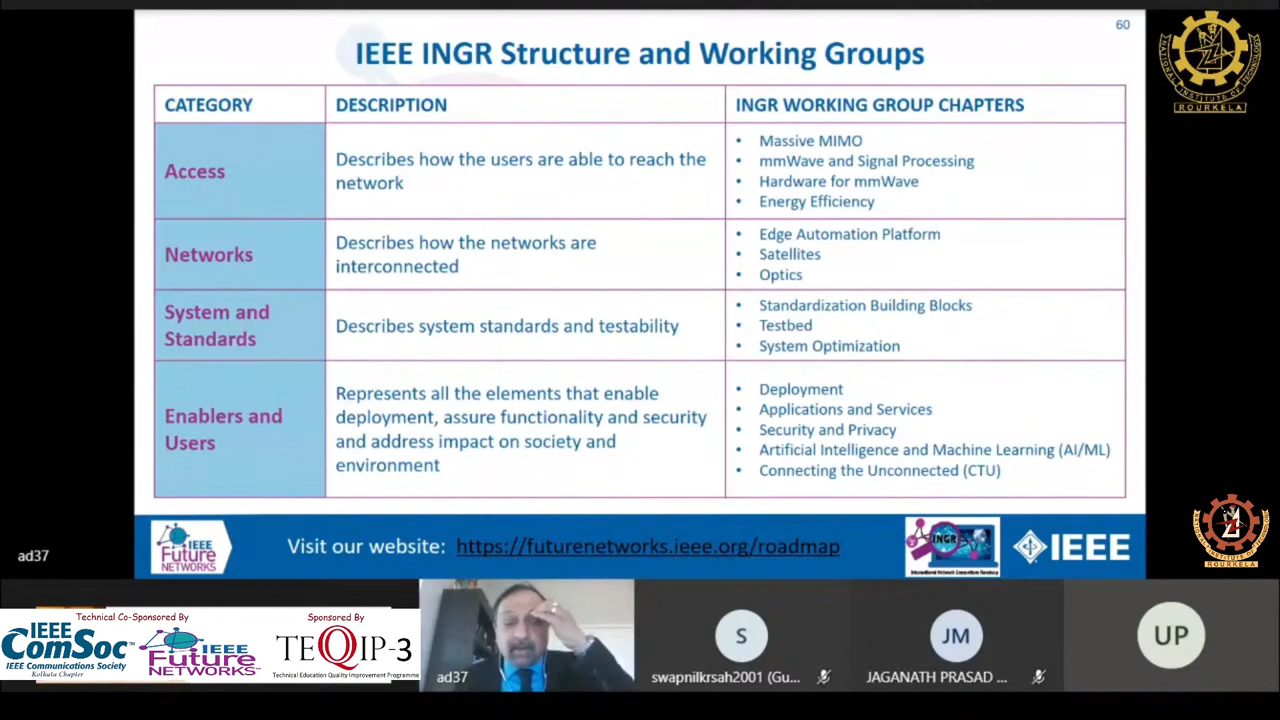 60
IEEE INGR Structure and Working Groups
CATEGORY
DESCRIPTION
INGR WORKING GROUP CHAPTERS
Access
Describes how the users are able to reach the
network
• Massive MIMO
• mmWave and Signal Processing
• Hardware for mmWave
• Energy Efficiency
Networks
Describes how the networks are
interconnected
• Edge Automation Platform
• Satellites
• Optics
System and
Standards
Describes system standards and testability
• Standardization Building Blocks
• Testbed
• System Optimization
Enablers and
Users
Represents all the elements that enable
deployment, assure functionality and security
and address impact on society and
environment
• Deployment
• Applications and Services
• Security and Privacy
• Artificial Intelligence and Machine Learning (AI/ML)
• Connecting the Unconnected (CTU)
IEEE
Future
NETWORKS
Visit our website: https://futurenetworks.ieee.org/roadmap
INGR
IEEE
NATIONAL INSTITUTE OF TECHNOLOGY
ROURKELA
ad37
Technical Co-Sponsored By
IEEE
ComSoc™
IEEE Communications Society
Kolkata Chapter
IEEE
Future
NETWORKS™
Sponsored By
TEQIP-3
Technical Education Quality Improvement Programme
ad37
S
swapnilkrsah2001 (Gu...
JM
JAGANATH PRASAD ...
UP